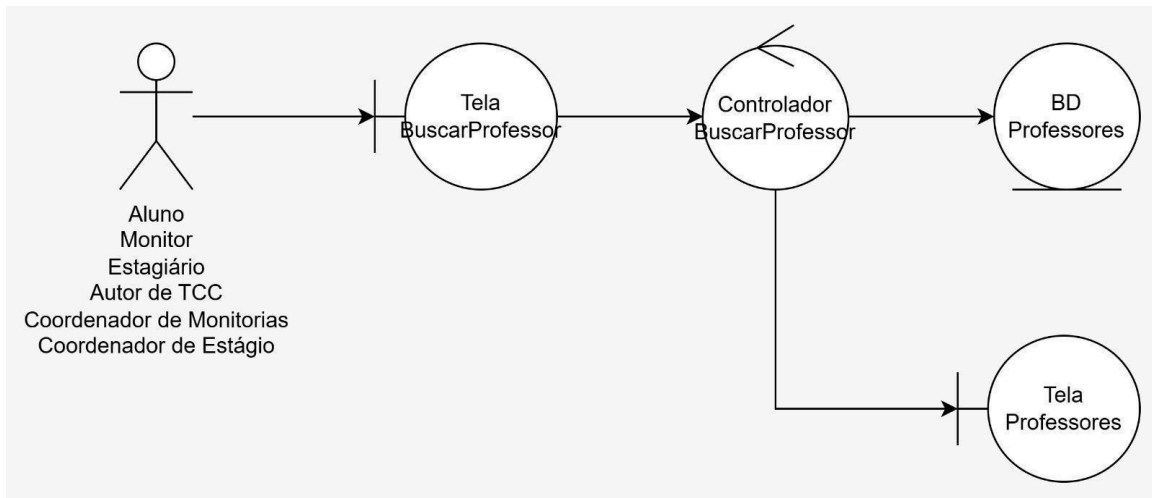 Tela
BuscarProfessor
Controlador
BuscarProfessor
BD
Professores
Aluno
Monitor
Estagiário
Autor de TCC
Coordenador de Monitorias
Coordenador de Estágio
Tela
Professores